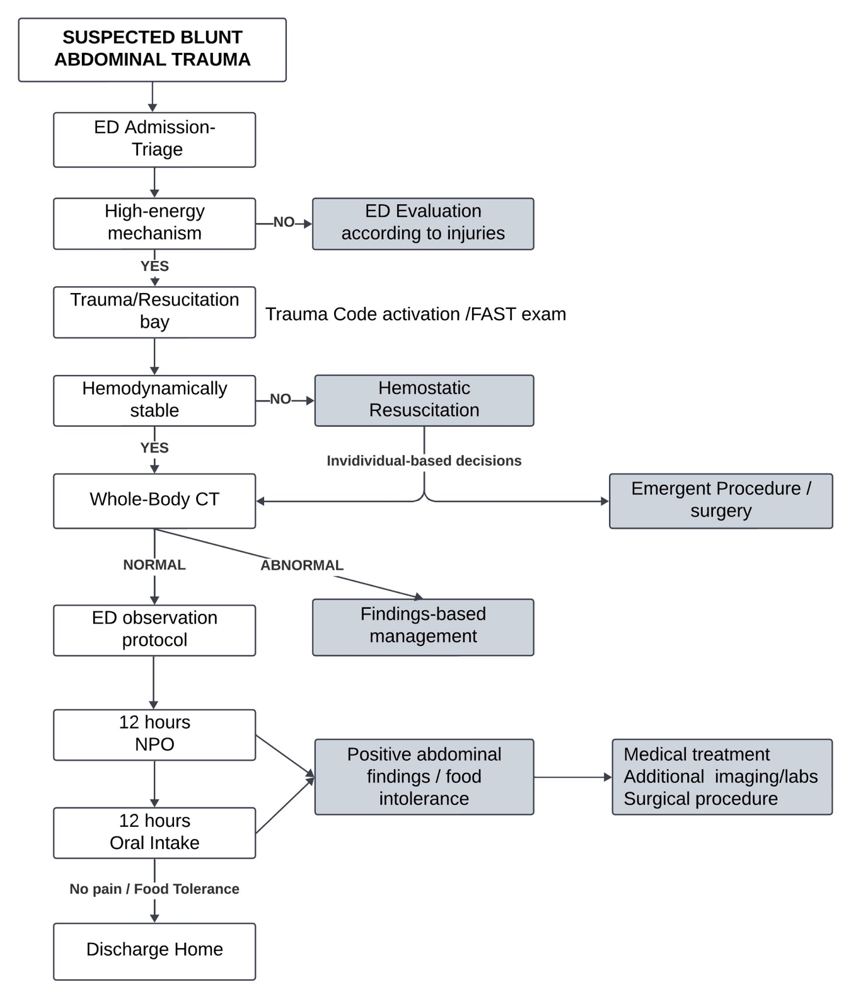 SUSPECTED BLUNT
ABDOMINAL TRAUMA
ED Admission-
Triage
High-energy
mechanism
NO
ED Evaluation
according to injuries
YES
Trauma/Resucitation
bay
Trauma Code activation /FAST exam
Hemodynamically
stable
NO
Hemostatic
Resuscitation
YES
Invidividual-based decisions
Whole-Body CT
Emergent Procedure /
surgery
NORMAL
ABNORMAL
ED observation
protocol
Findings-based
management
12 hours
NPO
Positive abdominal
findings / food
intolerance
Medical treatment
Additional  imaging/labs
Surgical procedure
12 hours
Oral Intake
No pain / Food Tolerance
Discharge Home